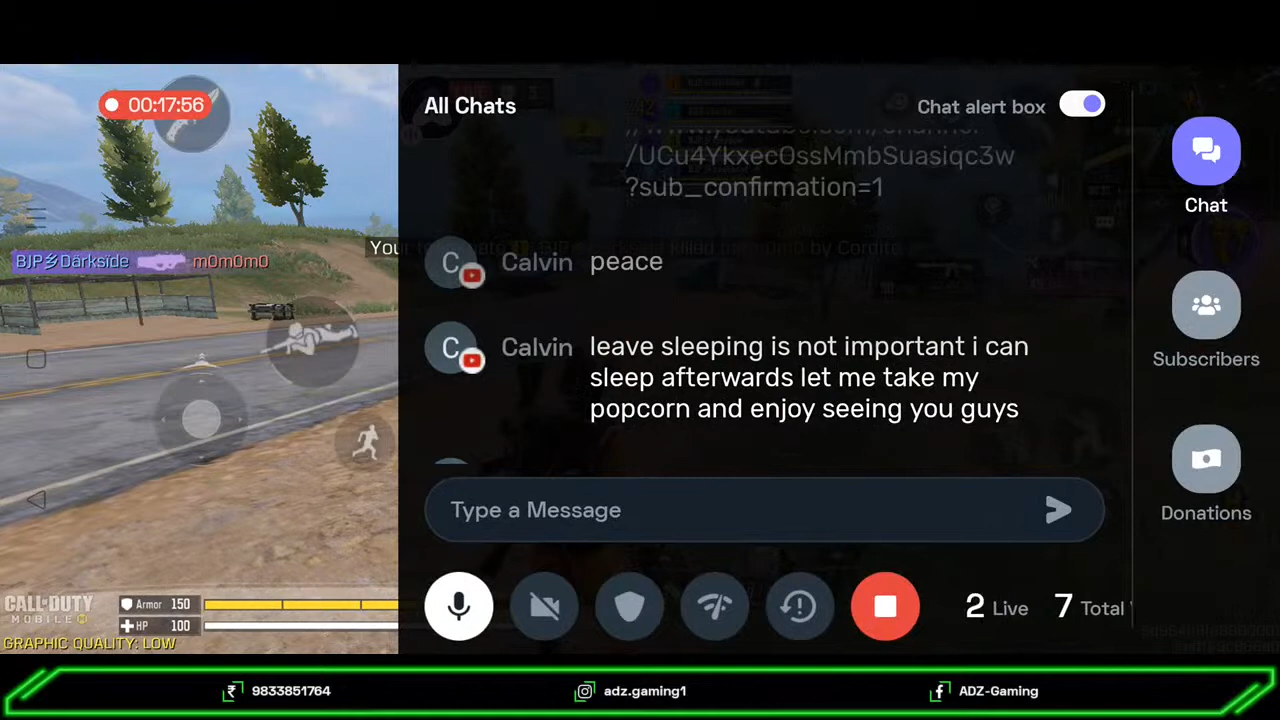 00:17:56
All Chats
Chat alert box
/UCu4YkxecOssMmbSuasiqc3w
?sub_confirmation=1
Chat
BJP彡Därksïde m0m0m0
Calvin peace
Calvin leave sleeping is not important i can
sleep afterwards let me take my
popcorn and enjoy seeing you guys
Subscribers
Type a Message
Donations
2 Live 7 Total
CALL OF DUTY
MOBILE
Armor 150
HP 100
GRAPHIC QUALITY: LOW
9833851764
adz.gaming1
ADZ-Gaming